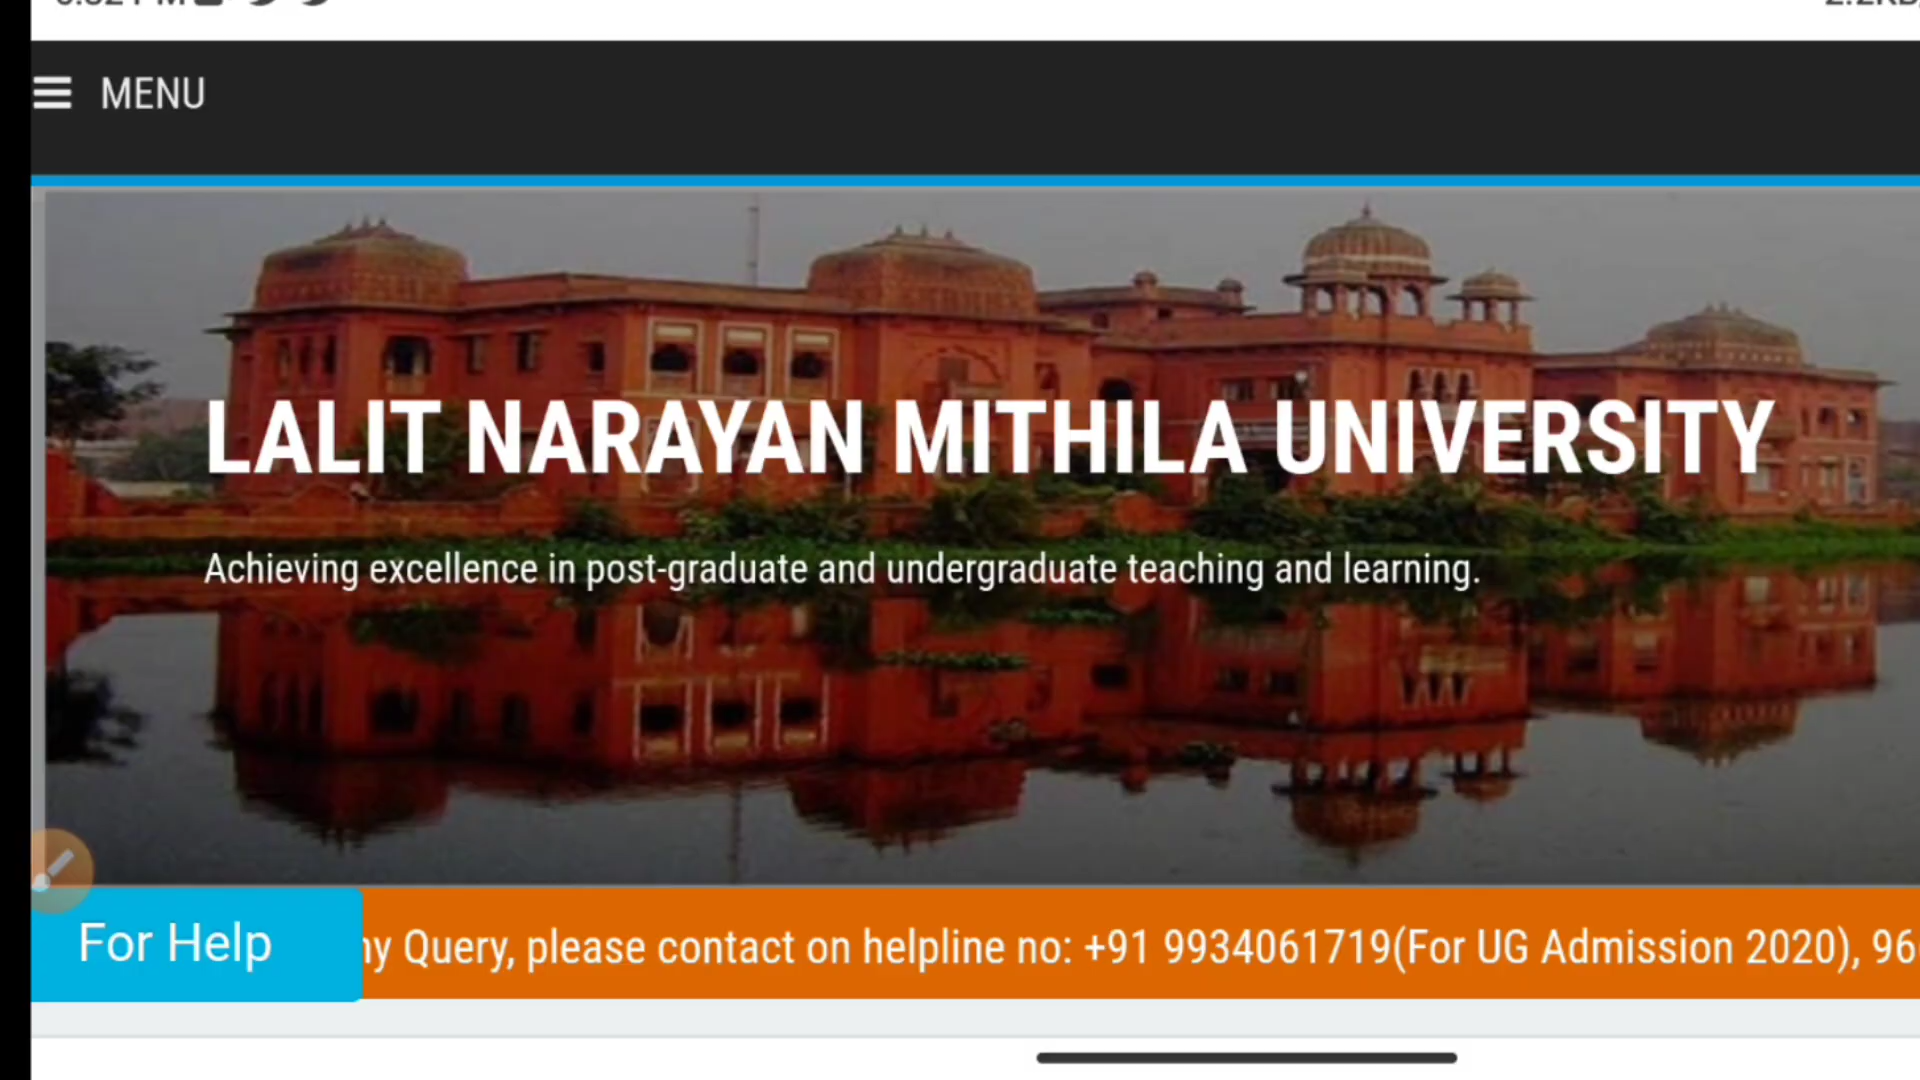 MENU
LALIT NARAYAN MITHILA UNIVERSITY
Achieving excellence in post-graduate and undergraduate teaching and learning.
For Help
Query, please contact on helpline no: +91 9934061719(For UG Admission 2020), 96